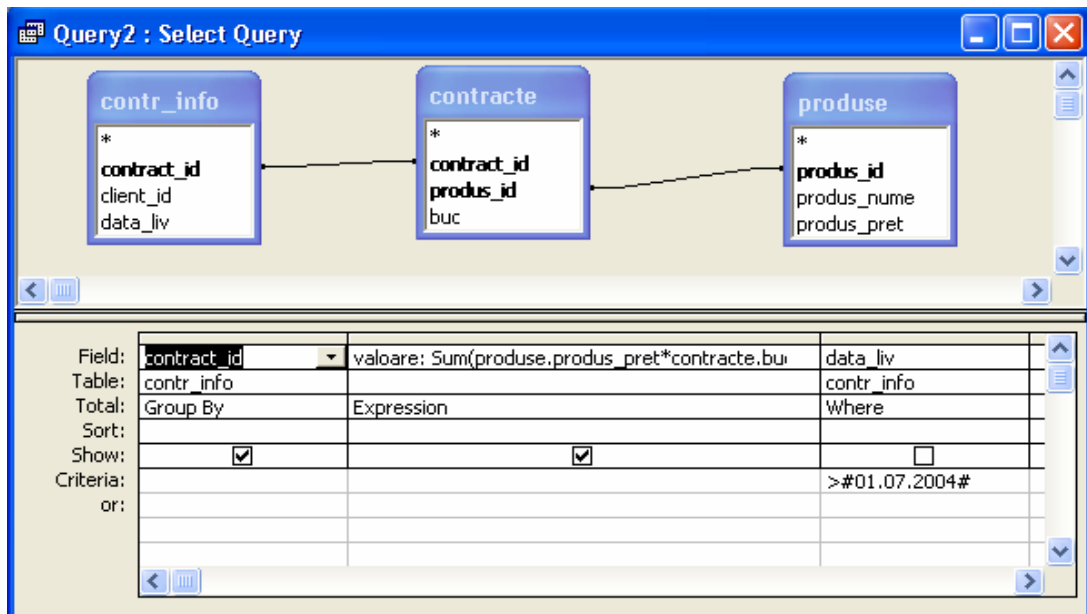 Query2 : Select Query
contr_info
*
contract_id
client_id
data_liv
contracte
*
contract_id
produs_id
buc
produse
*
produs_id
produs_nume
produs_pret
Field: contract_id valoare: Sum(produse.produs_pret*contracte.buc data_liv
Table: contr_info contr_info
Total: Group By Expression Where
Sort:
Show:
Criteria: >#01.07.2004#
or: